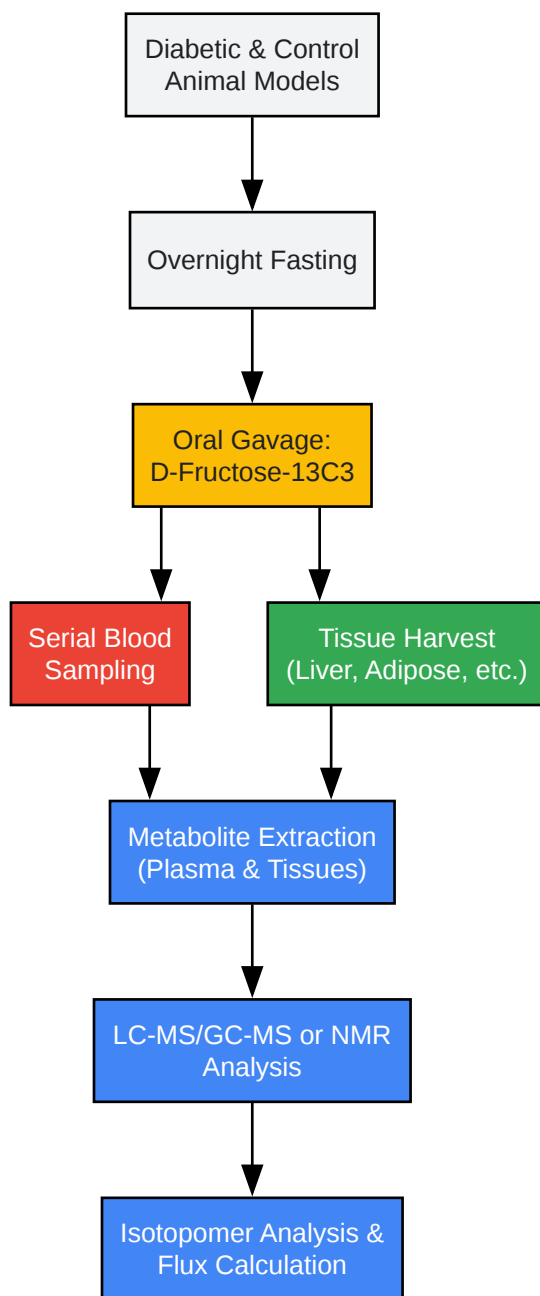 Diabetic & Control
Animal Models
Overnight Fasting
Oral Gavage:
D-Fructose-13C3
Serial Blood
Sampling
Tissue Harvest
(Liver, Adipose, etc.)
Metabolite Extraction
(Plasma & Tissues)
LC-MS/GC-MS or NMR
Analysis
Isotopomer Analysis &
Flux Calculation